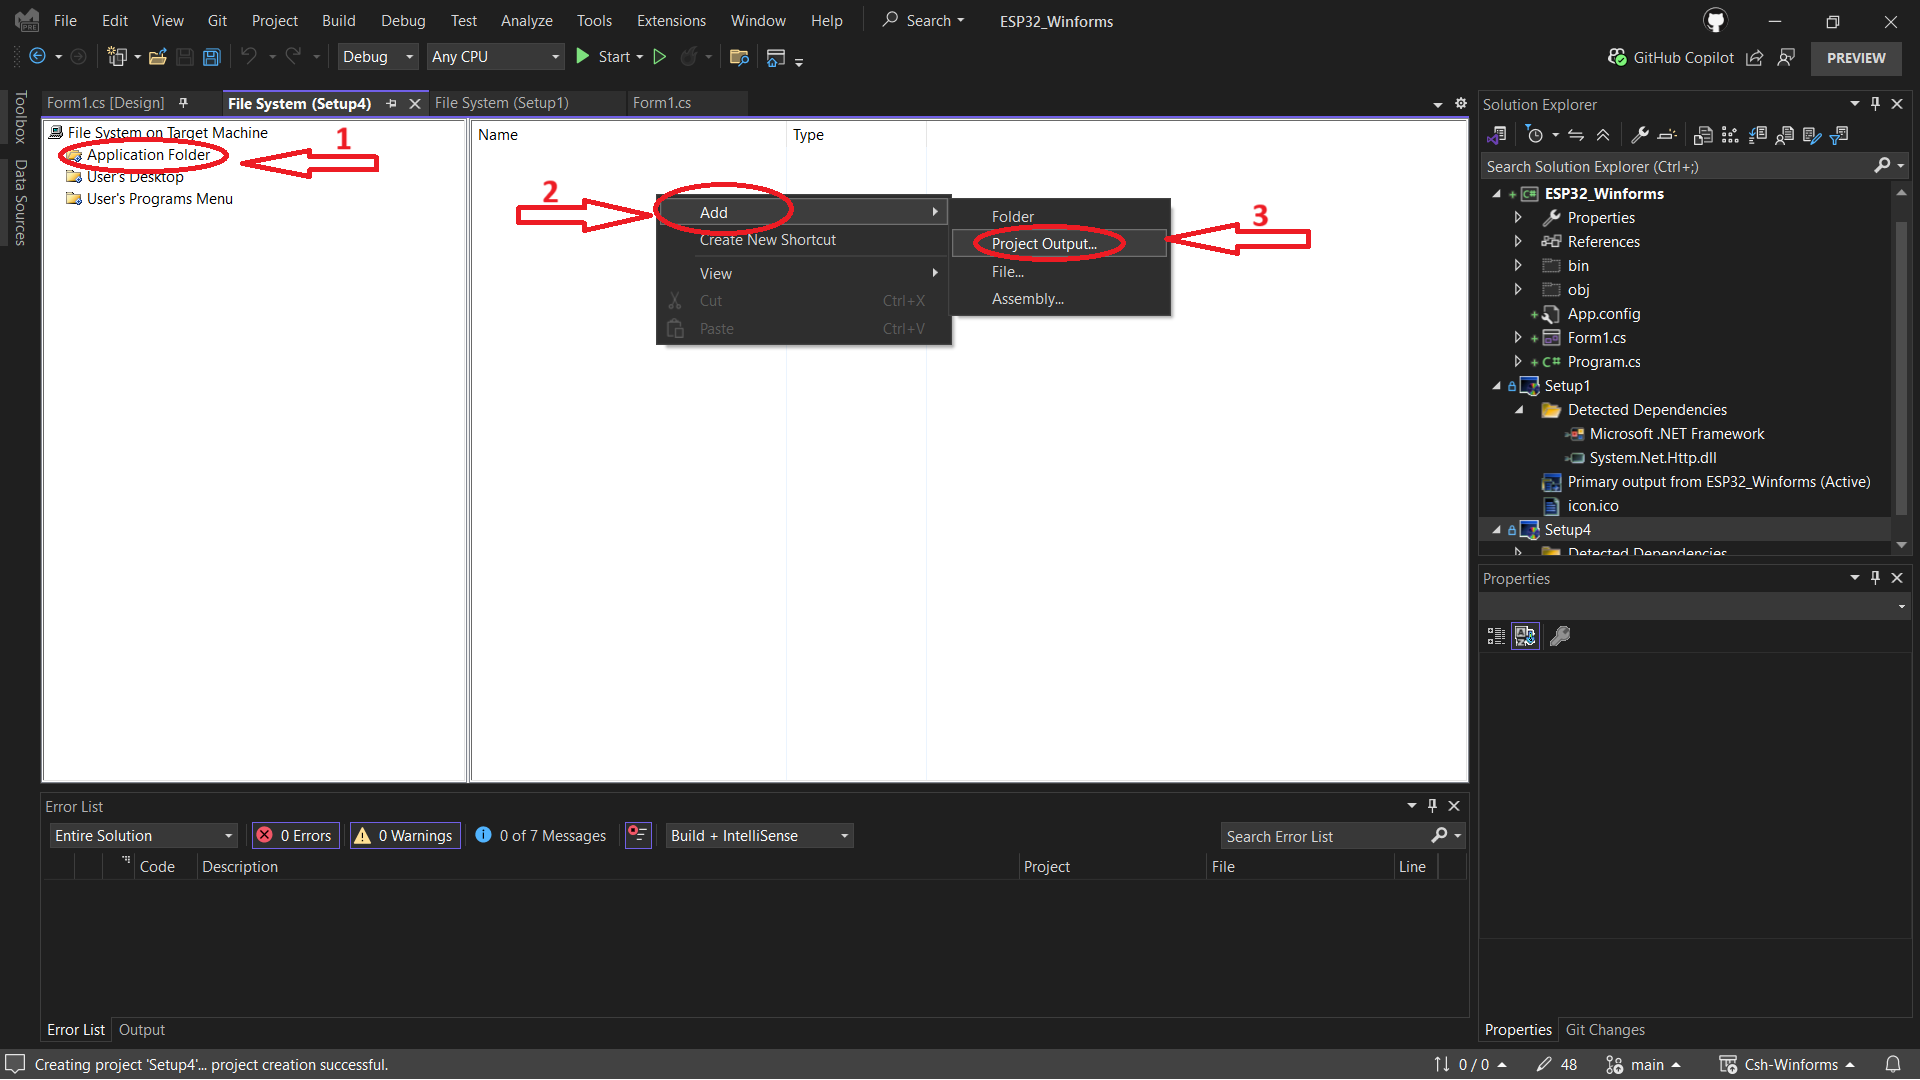 File Edit View Git Project Build Debug Test Analyze Tools Extensions Window Help Search ESP32_Winforms
Debug Any CPU Start GitHub Copilot PREVIEW
Toolbox
Data Sources
Form1.cs [Design] File System (Setup4) File System (Setup1) Form1.cs
File System on Target Machine
Application Folder
User's Desktop
User's Programs Menu
1
Name Type
2
Add
Create New Shortcut
View
Cut Ctrl+X
Paste Ctrl+V
Folder
Project Output...
File...
Assembly...
3
Solution Explorer
Search Solution Explorer (Ctrl+;)
ESP32_Winforms
Properties
References
bin
obj
App.config
Form1.cs
Program.cs
Setup1
Detected Dependencies
Microsoft .NET Framework
System.Net.Http.dll
Primary output from ESP32_Winforms (Active)
icon.ico
Setup4
Detected Dependencies
Properties
Error List
Entire Solution 0 Errors 0 Warnings 0 of 7 Messages Build + IntelliSense Search Error List
Code Description Project File Line
Error List Output
Properties Git Changes
Creating project 'Setup4'... project creation successful. 0 / 0 48 main Csh-Winforms